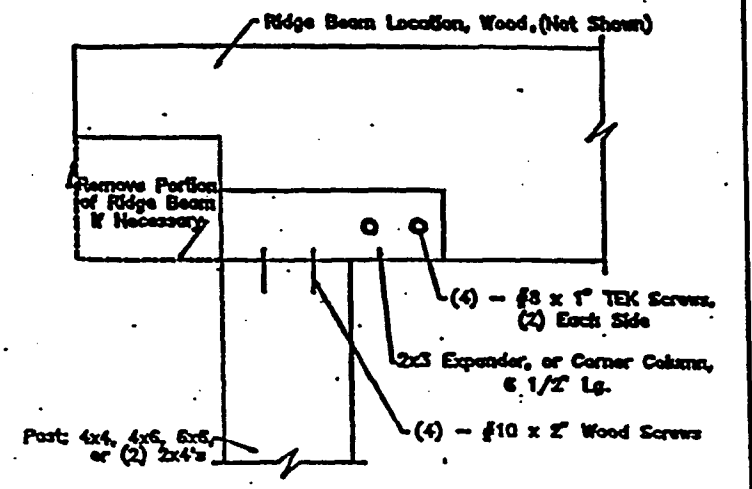 Ridge Beam Location, Wood, (Not Shown)
Remove Portion
of Ridge Beam
If Necessary
(4) - #8 x 1" TEK Screws,
(2) Each Side
2x3 Expander, or Corner Column,
6 1/2" Lg.
(4) - #10 x 2" Wood Screws
Post: 4x4, 4x6, 6x6,
or (2) 2x4's